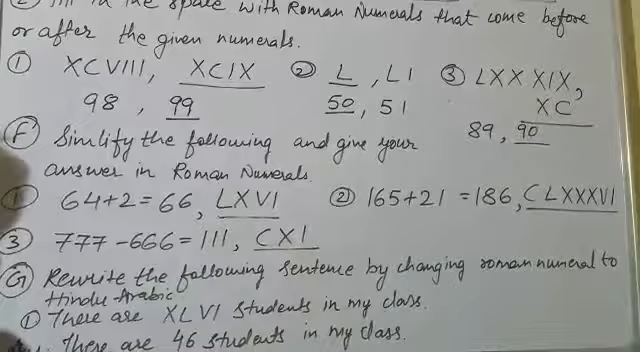 in the space with Roman Numerals that come before
or after the given numerals.
① XCVIII, XCIX ② L, LI ③ LXXXIX, XC
98, 99 50, 51 89, 90
Ⓕ Simlify the following and give your
answer in Roman Numerals.
① 64+2=66, LXVI ② 165+21=186, CLXXXVI
③ 777-666=111, CXI
Ⓖ Rewrite the following sentence by changing roman numeral to
Hindu-Arabic
① There are XLVI students in my class.
There are 46 students in my class.